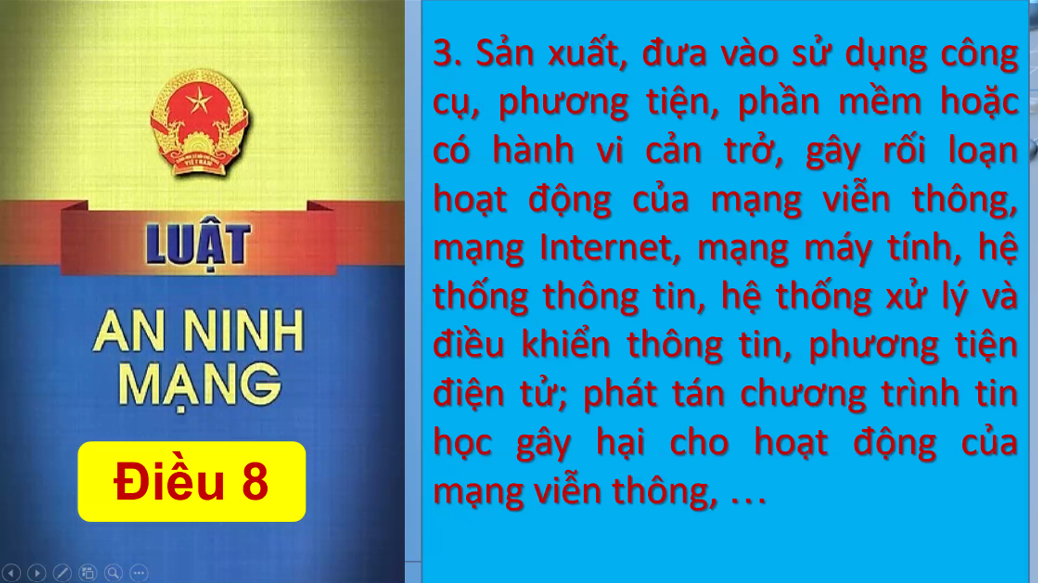 LUẬT
AN NINH
MẠNG
Điều 8
3. Sản xuất, đưa vào sử dụng công
cụ, phương tiện, phần mềm hoặc
có hành vi cản trở, gây rối loạn
hoạt động của mạng viễn thông,
mạng Internet, mạng máy tính, hệ
thống thông tin, hệ thống xử lý và
điều khiển thông tin, phương tiện
điện tử; phát tán chương trình tin
học gây hại cho hoạt động của
mạng viễn thông, …